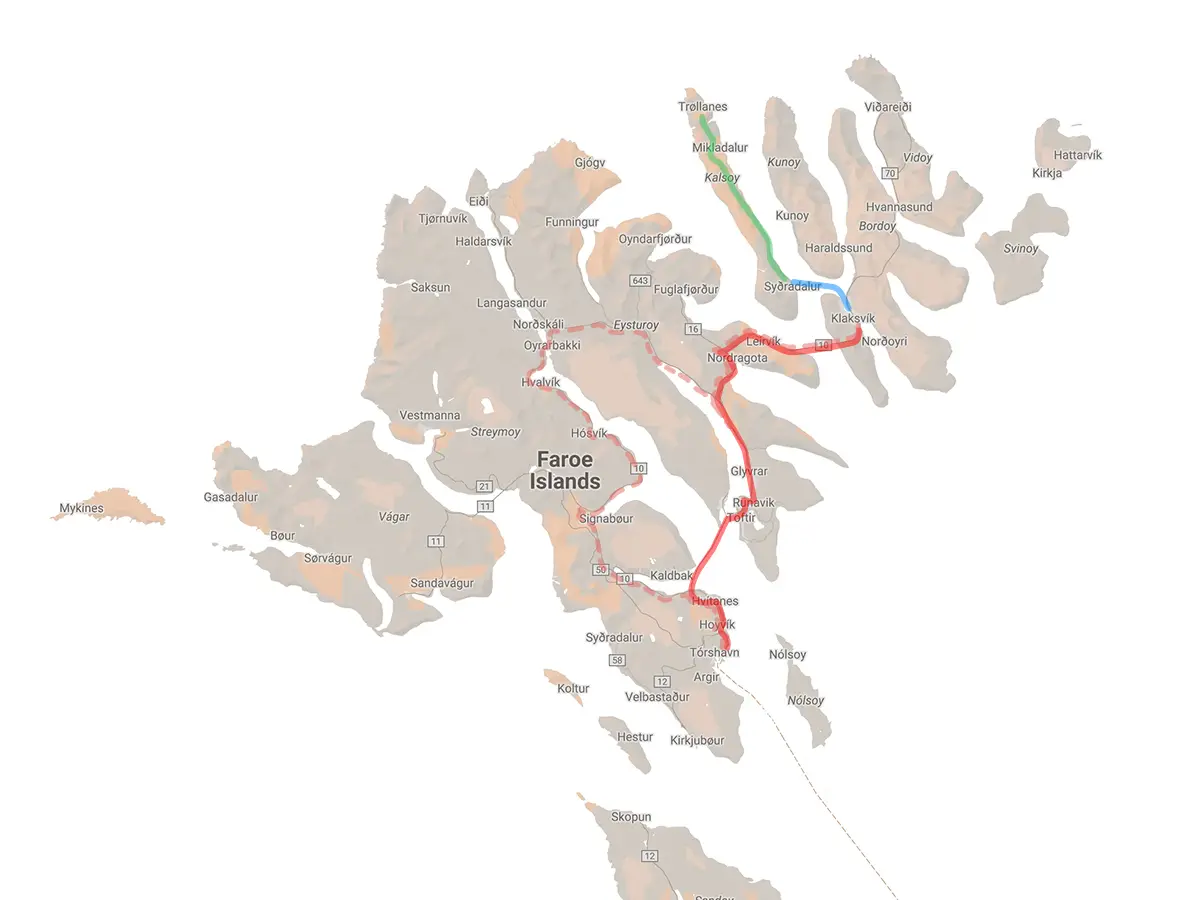 Trøllanes
Viðareiði
Mikladalur
Kalsoy
Kunoy
Vidoy
Hattarvík
Kirkja
70
Gjógv
Eiði
Tjørnuvík
Haldarsvík
Funningur
Kunoy
Hvannasund
Bordoy
Oyndarfjørður
Haraldssund
Svinoy
Saksun
643
Fuglafjørður
Syðradalur
Langasandur
Norðskáli
Eysturoy
16
Klaksvík
Oyrarbakki
Leirvík
10
Norðoyri
Nordragota
Hvalvík
Vestmanna
Streymoy
Hósvík
Faroe
Islands
10
Glyvrar
21
11
Gasadalur
Mykines
Vágar
Runavik
Toftir
Signabøur
Bøur
11
Sørvágur
Sandavágur
50
10
Kaldbak
Hvitanes
Hoyvík
Syðradalur
Tórshavn
Nólsoy
58
12
Argir
Koltur
Velbastaður
Nólsoy
Hestur
Kirkjubøur
Skopun
12